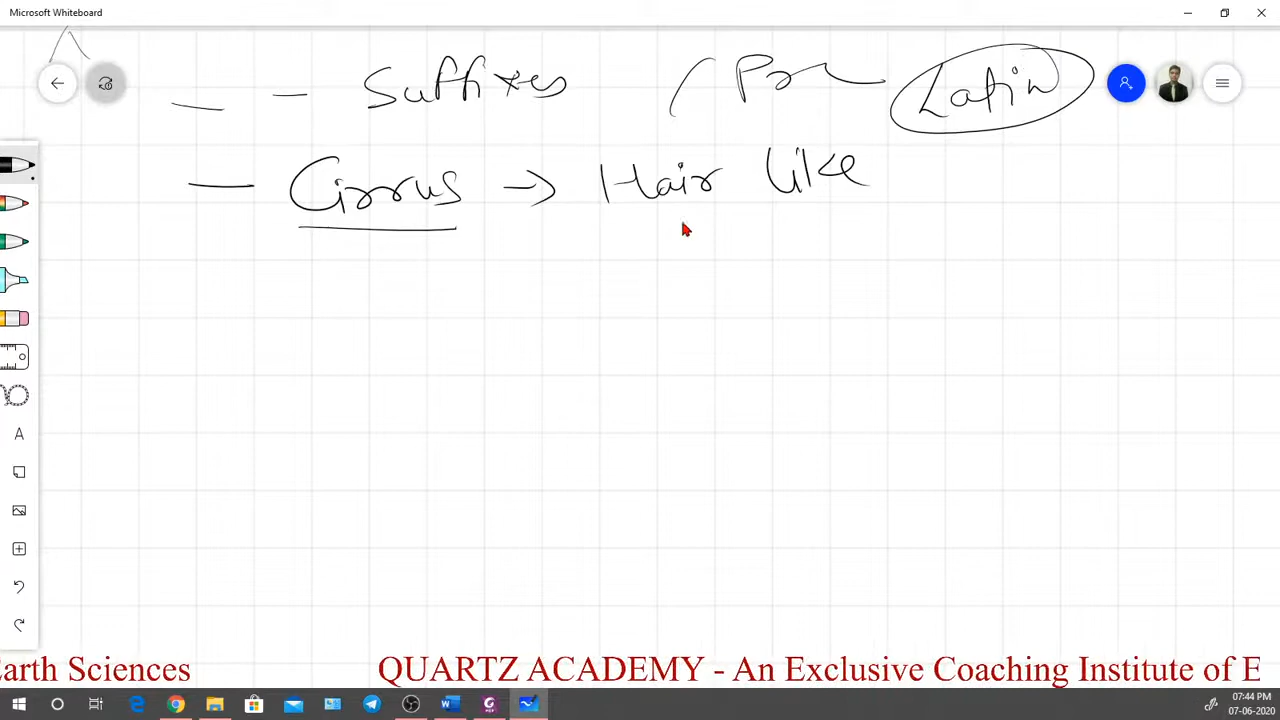 Microsoft Whiteboard
— - Suffixes Latin
— Cirrus → Hair like
A
Earth Sciences QUARTZ ACADEMY - An Exclusive Coaching Institute of E
07:44 PM
07-06-2020